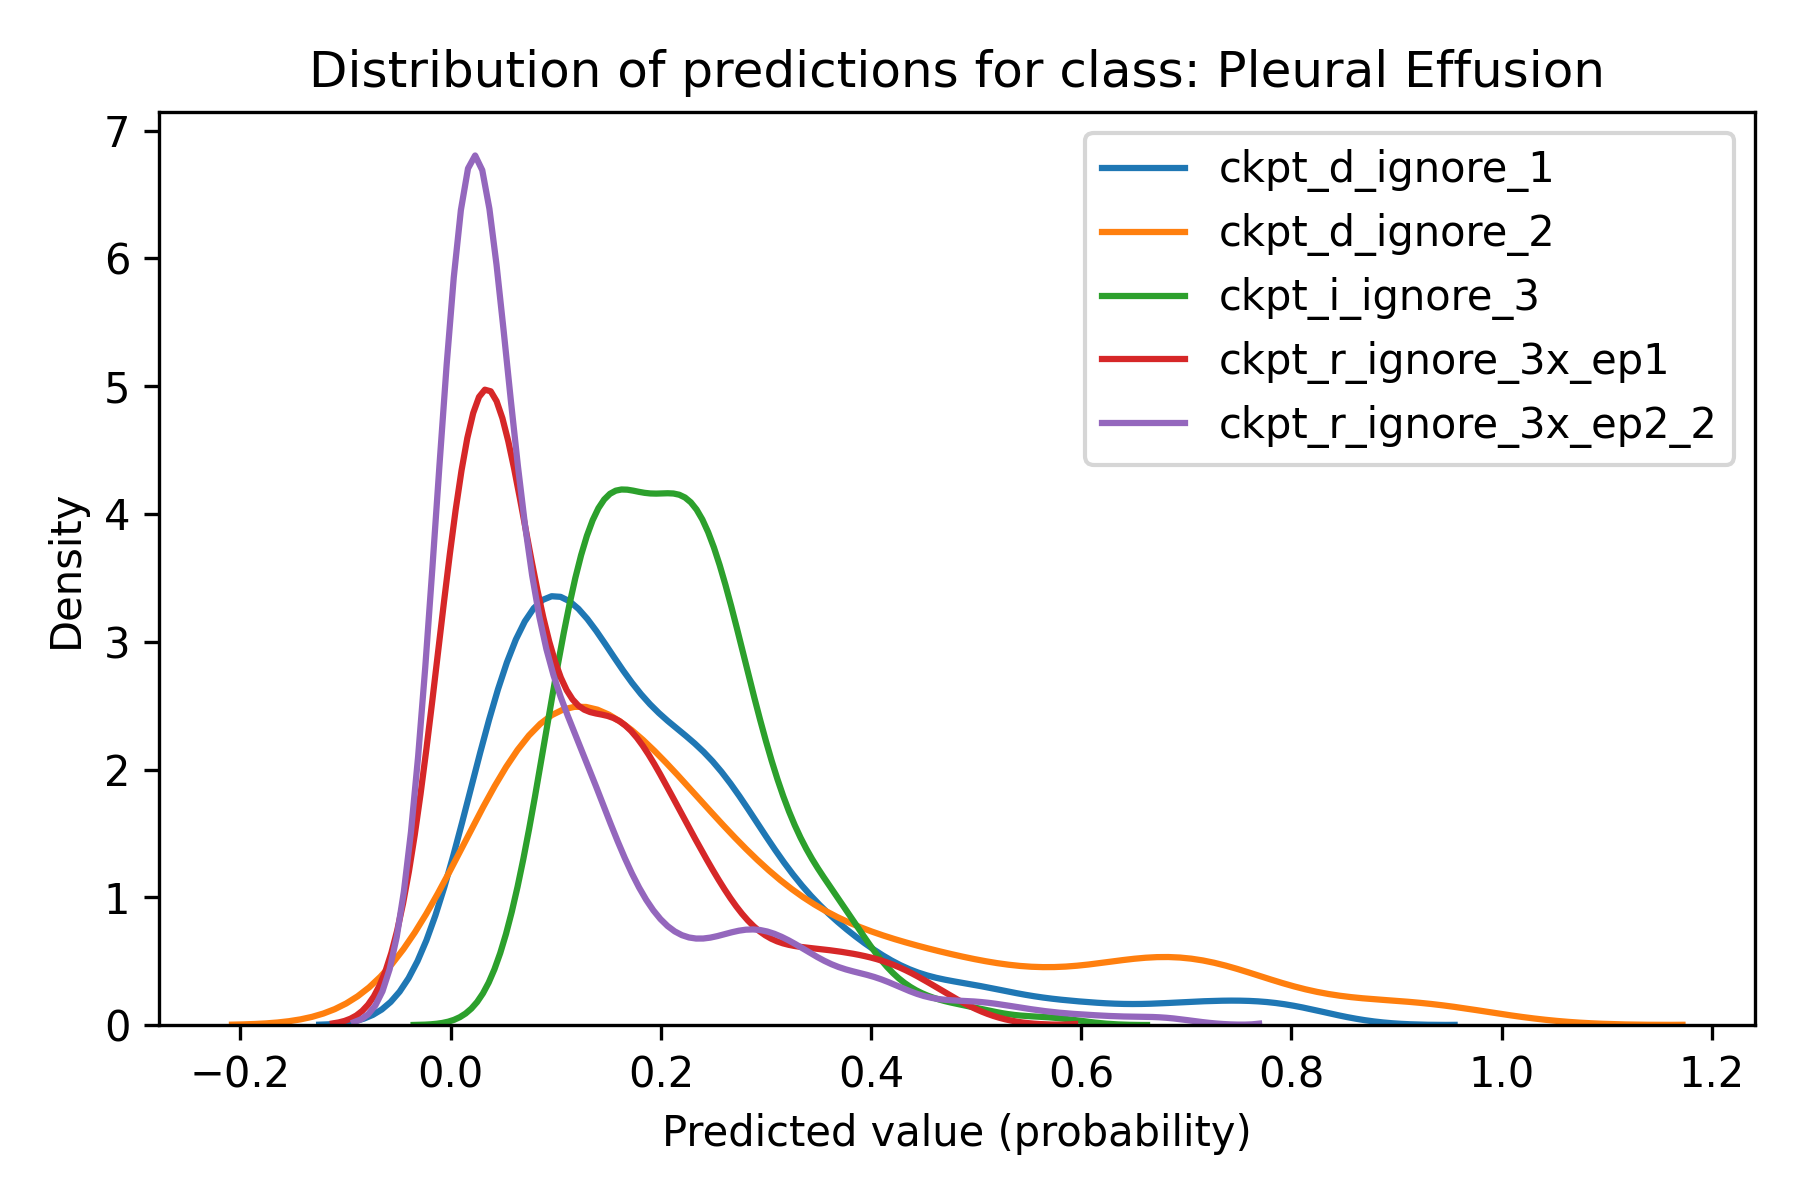 Distribution of predictions for class: Pleural Effusion
7
6
5
4
3
2
1
0
Density
ckpt_d_ignore_1
ckpt_d_ignore_2
ckpt_i_ignore_3
ckpt_r_ignore_3x_ep1
ckpt_r_ignore_3x_ep2_2
−0.2 0.0 0.2 0.4 0.6 0.8 1.0 1.2
Predicted value (probability)